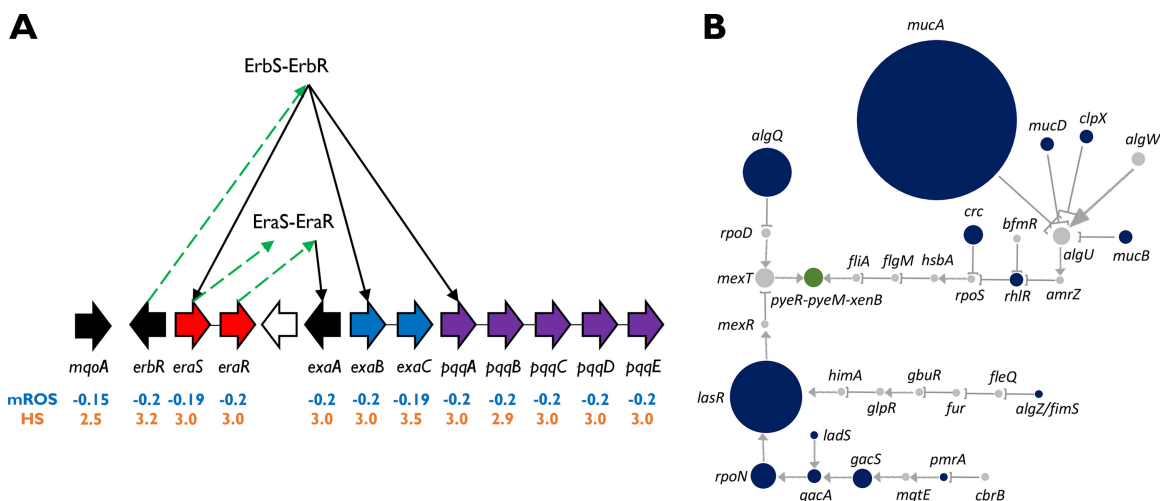 A
ErbS-ErbR
EraS-EraR
mqoA erbR eraS eraR exaA exaB exaC pqqA pqqB pqqC pqqD pqqE
mROS -0.15 -0.2 -0.19 -0.2 -0.2 -0.2 -0.19 -0.2 -0.2 -0.2 -0.2 -0.2
HS 2.5 3.2 3.0 3.0 3.0 3.0 3.5 3.0 2.9 3.0 3.0 3.0
B
mucA
algQ
mucD
clpX
algW
crc
bfmR
rpoD
algU
mucB
mexT
fliA
flgM
hsbA
pyeR-pyeM-xenB
rpoS
rhlR
amrZ
mexR
lasR
himA
gbuR
fleQ
glpR
fur
algZ/fimS
ladS
rpoN
gacS
pmrA
gacA
mgtE
cbrB